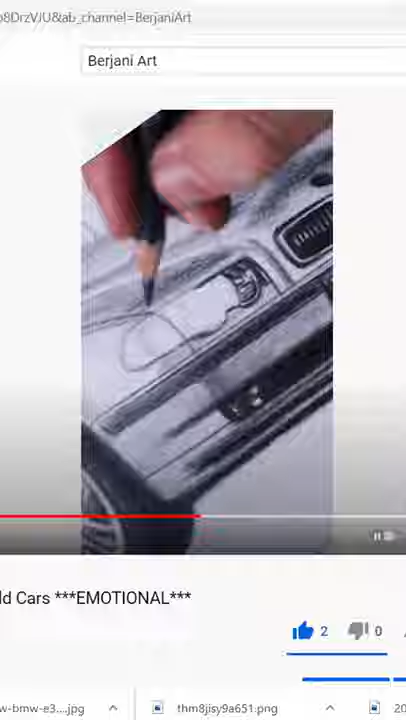 o8DrzVJU&ab_channel=BerjaniArt
Berjani Art
ld Cars ***EMOTIONAL***
2
0
w-bmw-e3....jpg
thm8jisy9a651.png
20